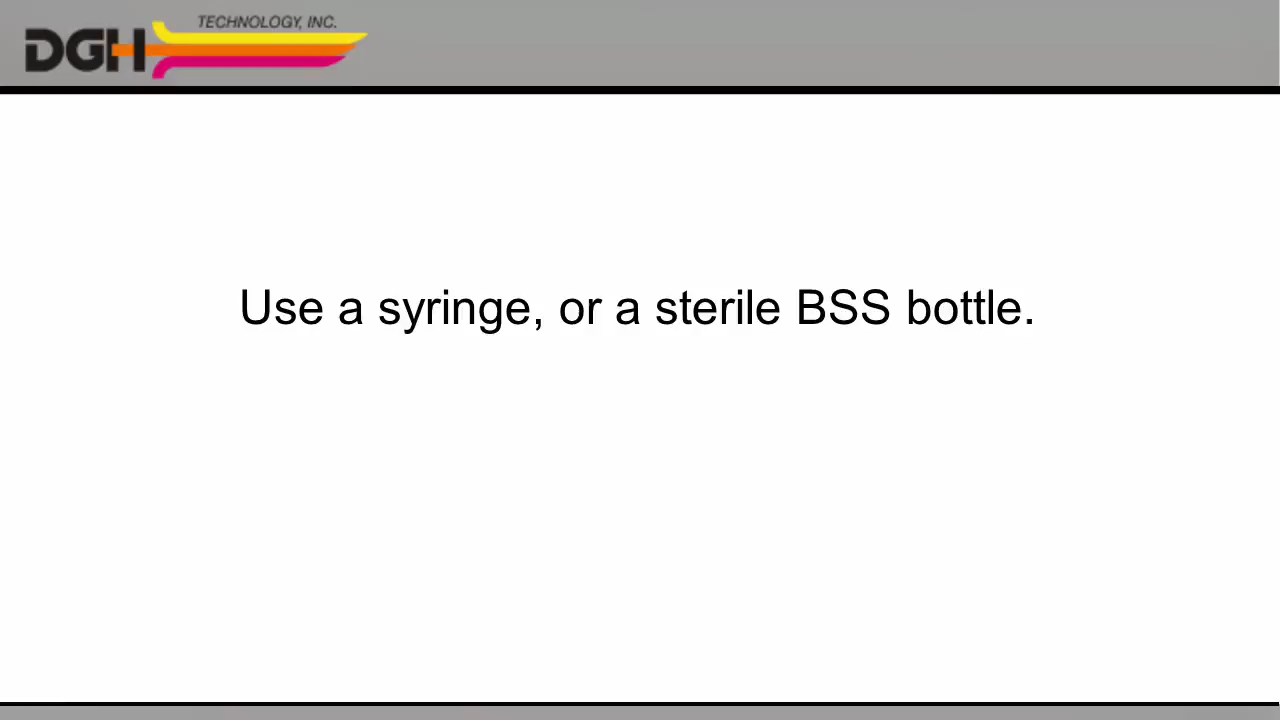 TECHNOLOGY, INC.
DGH
Use a syringe, or a sterile BSS bottle.